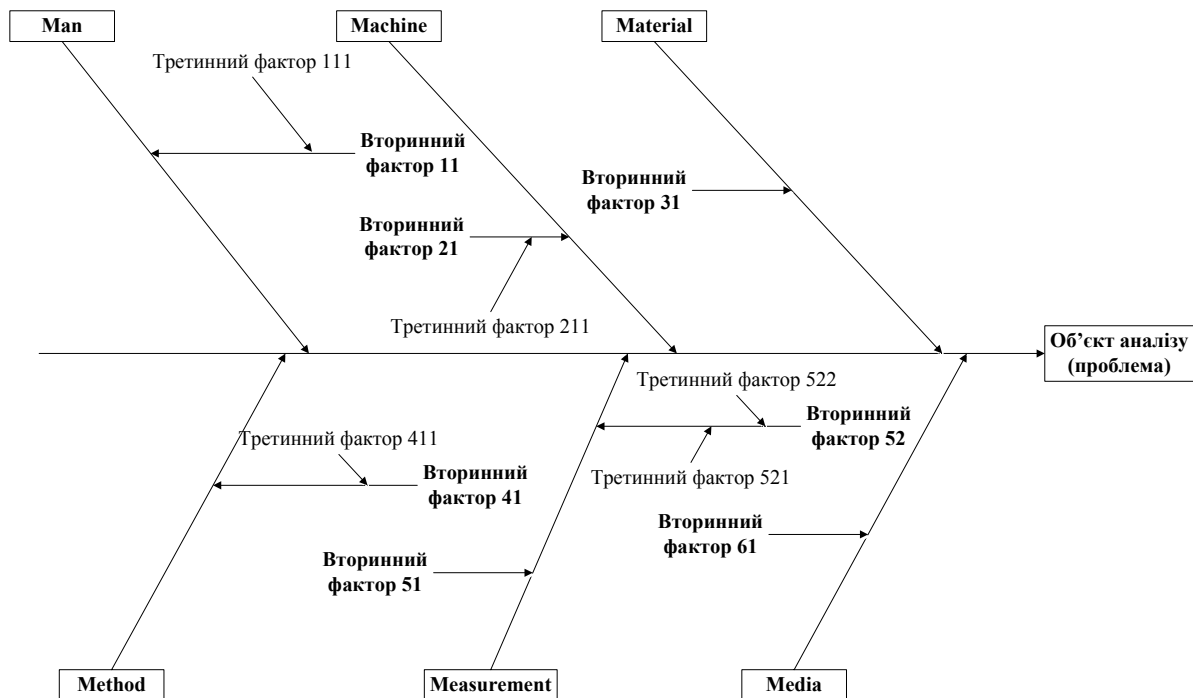 Man
Machine
Material
Третинний фактор 111
Вторинний
фактор 11
Вторинний
фактор 31
Вторинний
фактор 21
Третинний фактор 211
Об’єкт аналізу
(проблема)
Третинний фактор 522
Вторинний
фактор 52
Третинний фактор 411
Третинний фактор 521
Вторинний
фактор 41
Вторинний
фактор 61
Вторинний
фактор 51
Method
Measurement
Media